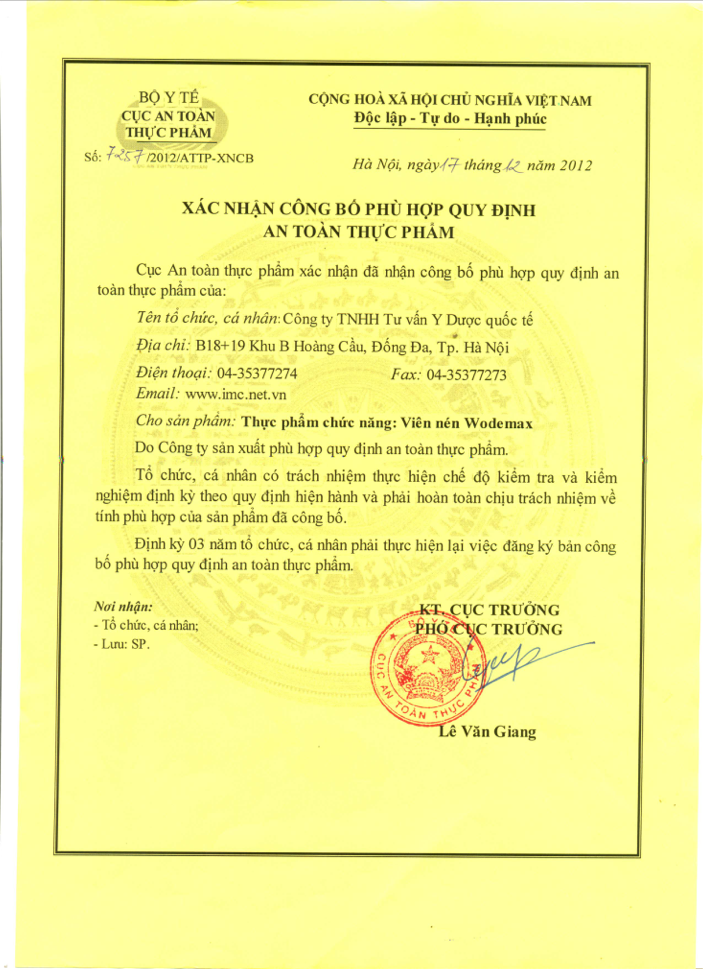 BỘ Y TẾ
CỤC AN TOÀN
THỰC PHẨM
Số: 7257/2012/ATTP-XNCB
CỘNG HOÀ XÃ HỘI CHỦ NGHĨA VIỆT NAM
Độc lập - Tự do - Hạnh phúc
Hà Nội, ngày 17 tháng 12 năm 2012
XÁC NHẬN CÔNG BỐ PHÙ HỢP QUY ĐỊNH
AN TOÀN THỰC PHẨM
Cục An toàn thực phẩm xác nhận đã nhận công bố phù hợp quy định an
toàn thực phẩm của:
Tên tổ chức, cá nhân: Công ty TNHH Tư vấn Y Dược quốc tế
Địa chỉ: B18+19 Khu B Hoàng Cầu, Đống Đa, Tp. Hà Nội
Điện thoại: 04-35377274 Fax: 04-35377273
Email: www.imc.net.vn
Cho sản phẩm: Thực phẩm chức năng: Viên nén Wodemax
Do Công ty sản xuất phù hợp quy định an toàn thực phẩm.
Tổ chức, cá nhân có trách nhiệm thực hiện chế độ kiểm tra và kiểm
nghiệm định kỳ theo quy định hiện hành và phải hoàn toàn chịu trách nhiệm về
tính phù hợp của sản phẩm đã công bố.
Định kỳ 03 năm tổ chức, cá nhân phải thực hiện lại việc đăng ký bản công
bố phù hợp quy định an toàn thực phẩm.
Nơi nhận:
- Tổ chức, cá nhân;
- Lưu: SP.
KT. CỤC TRƯỞNG
PHÓ CỤC TRƯỞNG
BỘ Y TẾ
CỤC AN TOÀN THỰC PHẨM
Lê Văn Giang